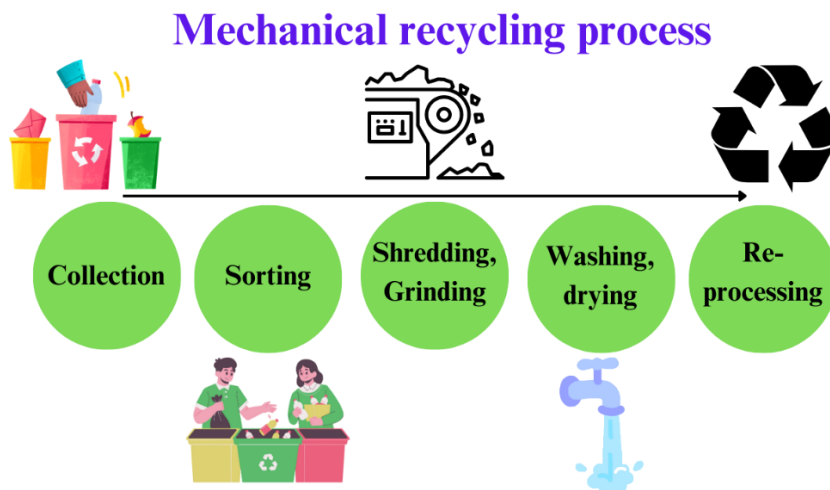 Mechanical recycling process
Collection
Sorting
Shredding,
Grinding
Washing,
drying
Re-
processing